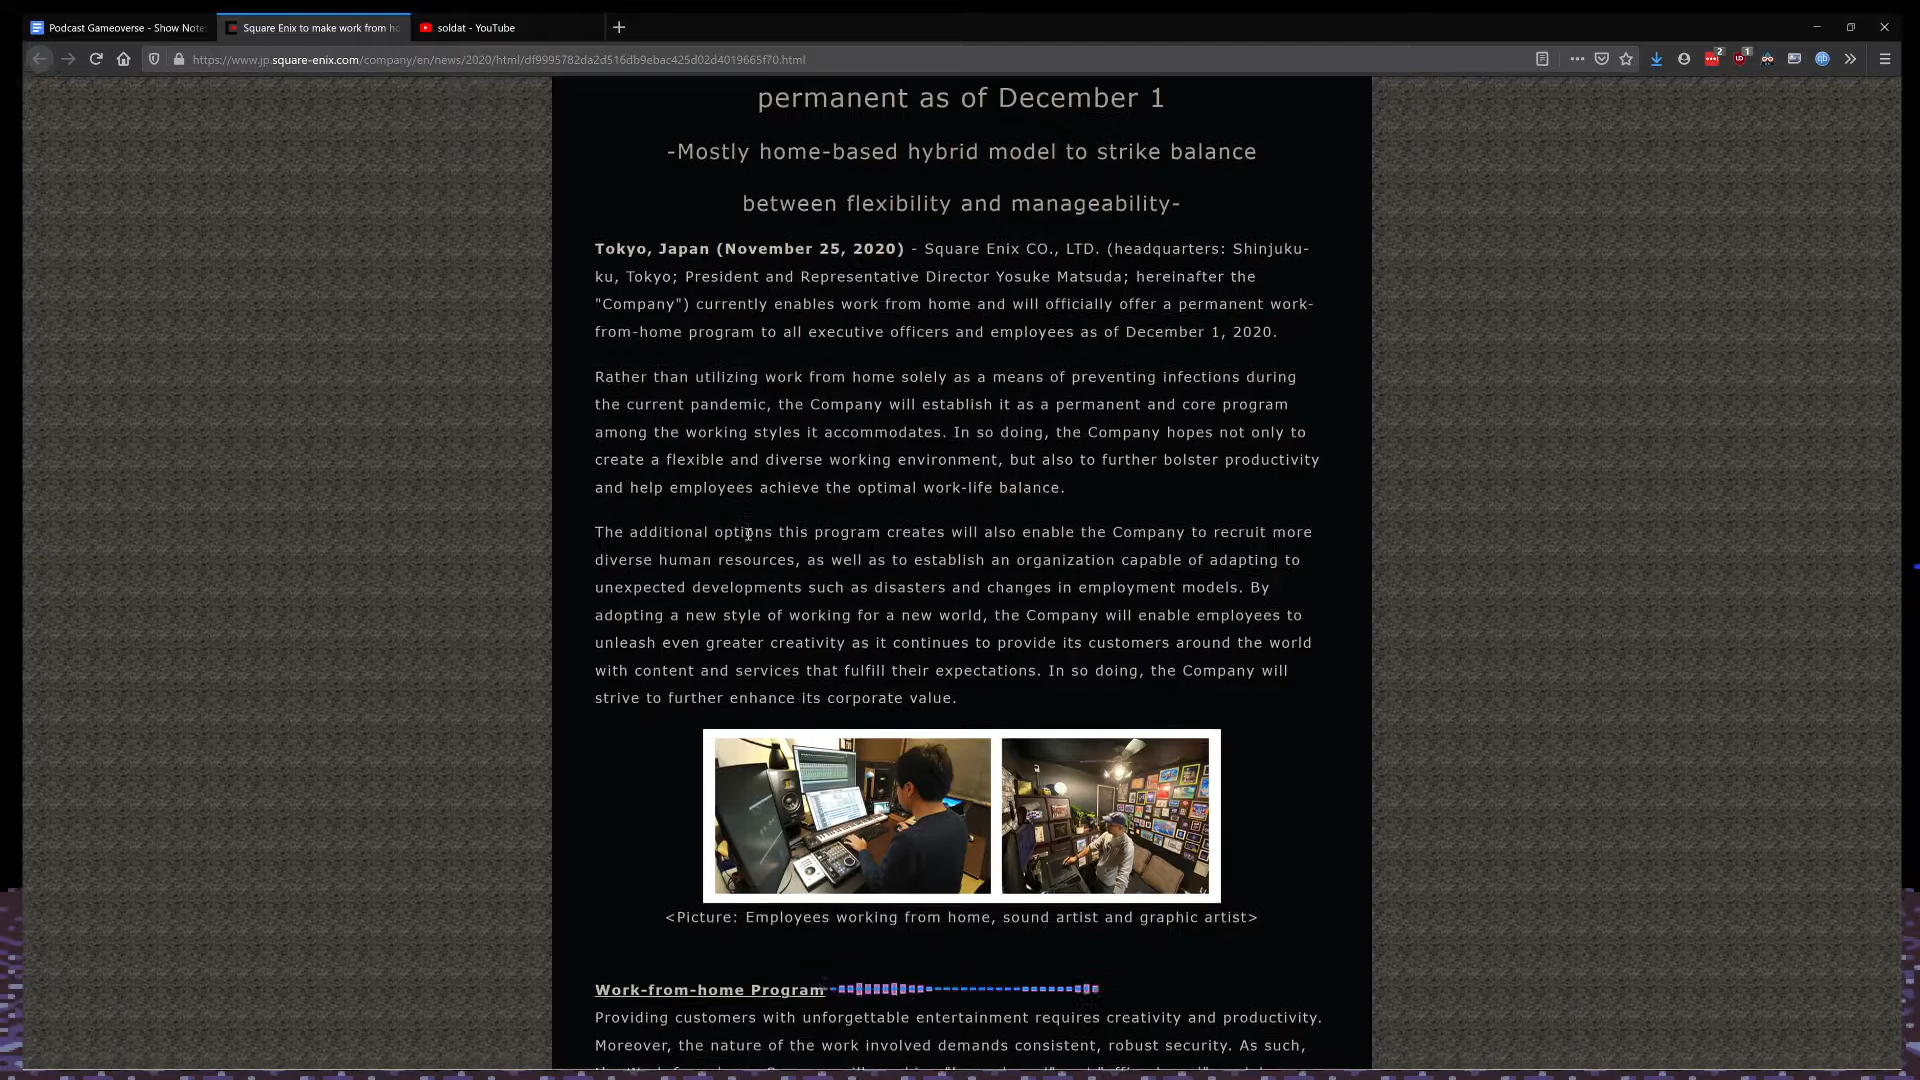 Podcast Gameoverse - Show Note
Square Enix to make work from ho
soldat - YouTube
https://www.jp.square-enix.com/company/en/news/2020/html/df9995782da2d516db9ebac425d02d4019665f70.html
2
1
permanent as of December 1
-Mostly home-based hybrid model to strike balance
between flexibility and manageability-
Tokyo, Japan (November 25, 2020) - Square Enix CO., LTD. (headquarters: Shinjuku-
ku, Tokyo; President and Representative Director Yosuke Matsuda; hereinafter the
"Company") currently enables work from home and will officially offer a permanent work-
from-home program to all executive officers and employees as of December 1, 2020.
Rather than utilizing work from home solely as a means of preventing infections during
the current pandemic, the Company will establish it as a permanent and core program
among the working styles it accommodates. In so doing, the Company hopes not only to
create a flexible and diverse working environment, but also to further bolster productivity
and help employees achieve the optimal work-life balance.
The additional options this program creates will also enable the Company to recruit more
diverse human resources, as well as to establish an organization capable of adapting to
unexpected developments such as disasters and changes in employment models. By
adopting a new style of working for a new world, the Company will enable employees to
unleash even greater creativity as it continues to provide its customers around the world
with content and services that fulfill their expectations. In so doing, the Company will
strive to further enhance its corporate value.
<Picture: Employees working from home, sound artist and graphic artist>
Work-from-home Program
Providing customers with unforgettable entertainment requires creativity and productivity.
Moreover, the nature of the work involved demands consistent, robust security. As such,